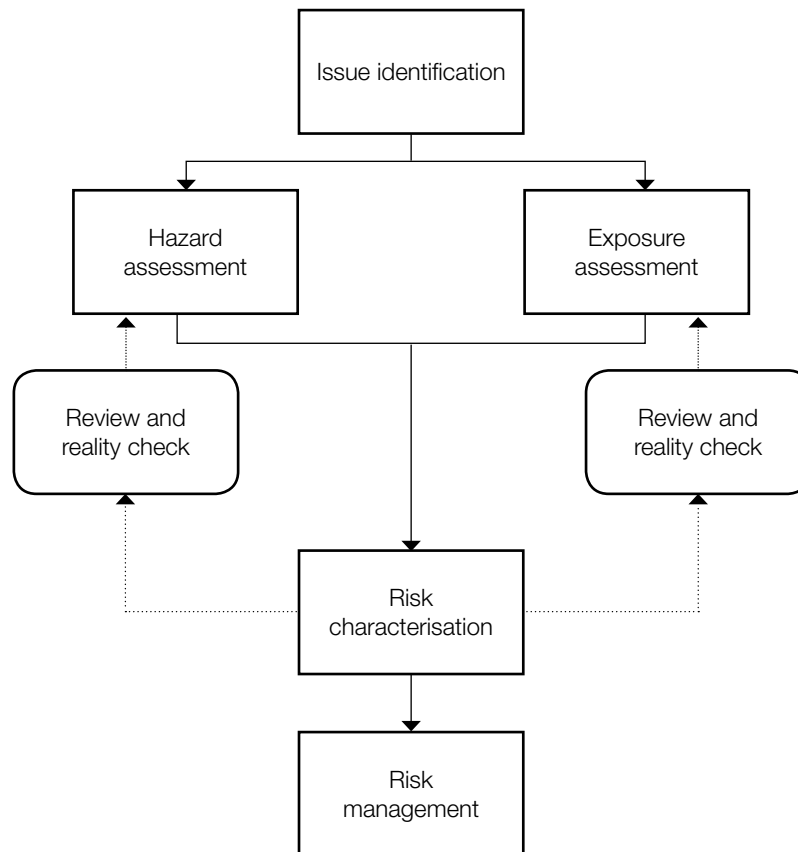 Issue identification
Hazard
assessment
Exposure
assessment
Review and
reality check
Review and
reality check
Risk
characterisation
Risk
management